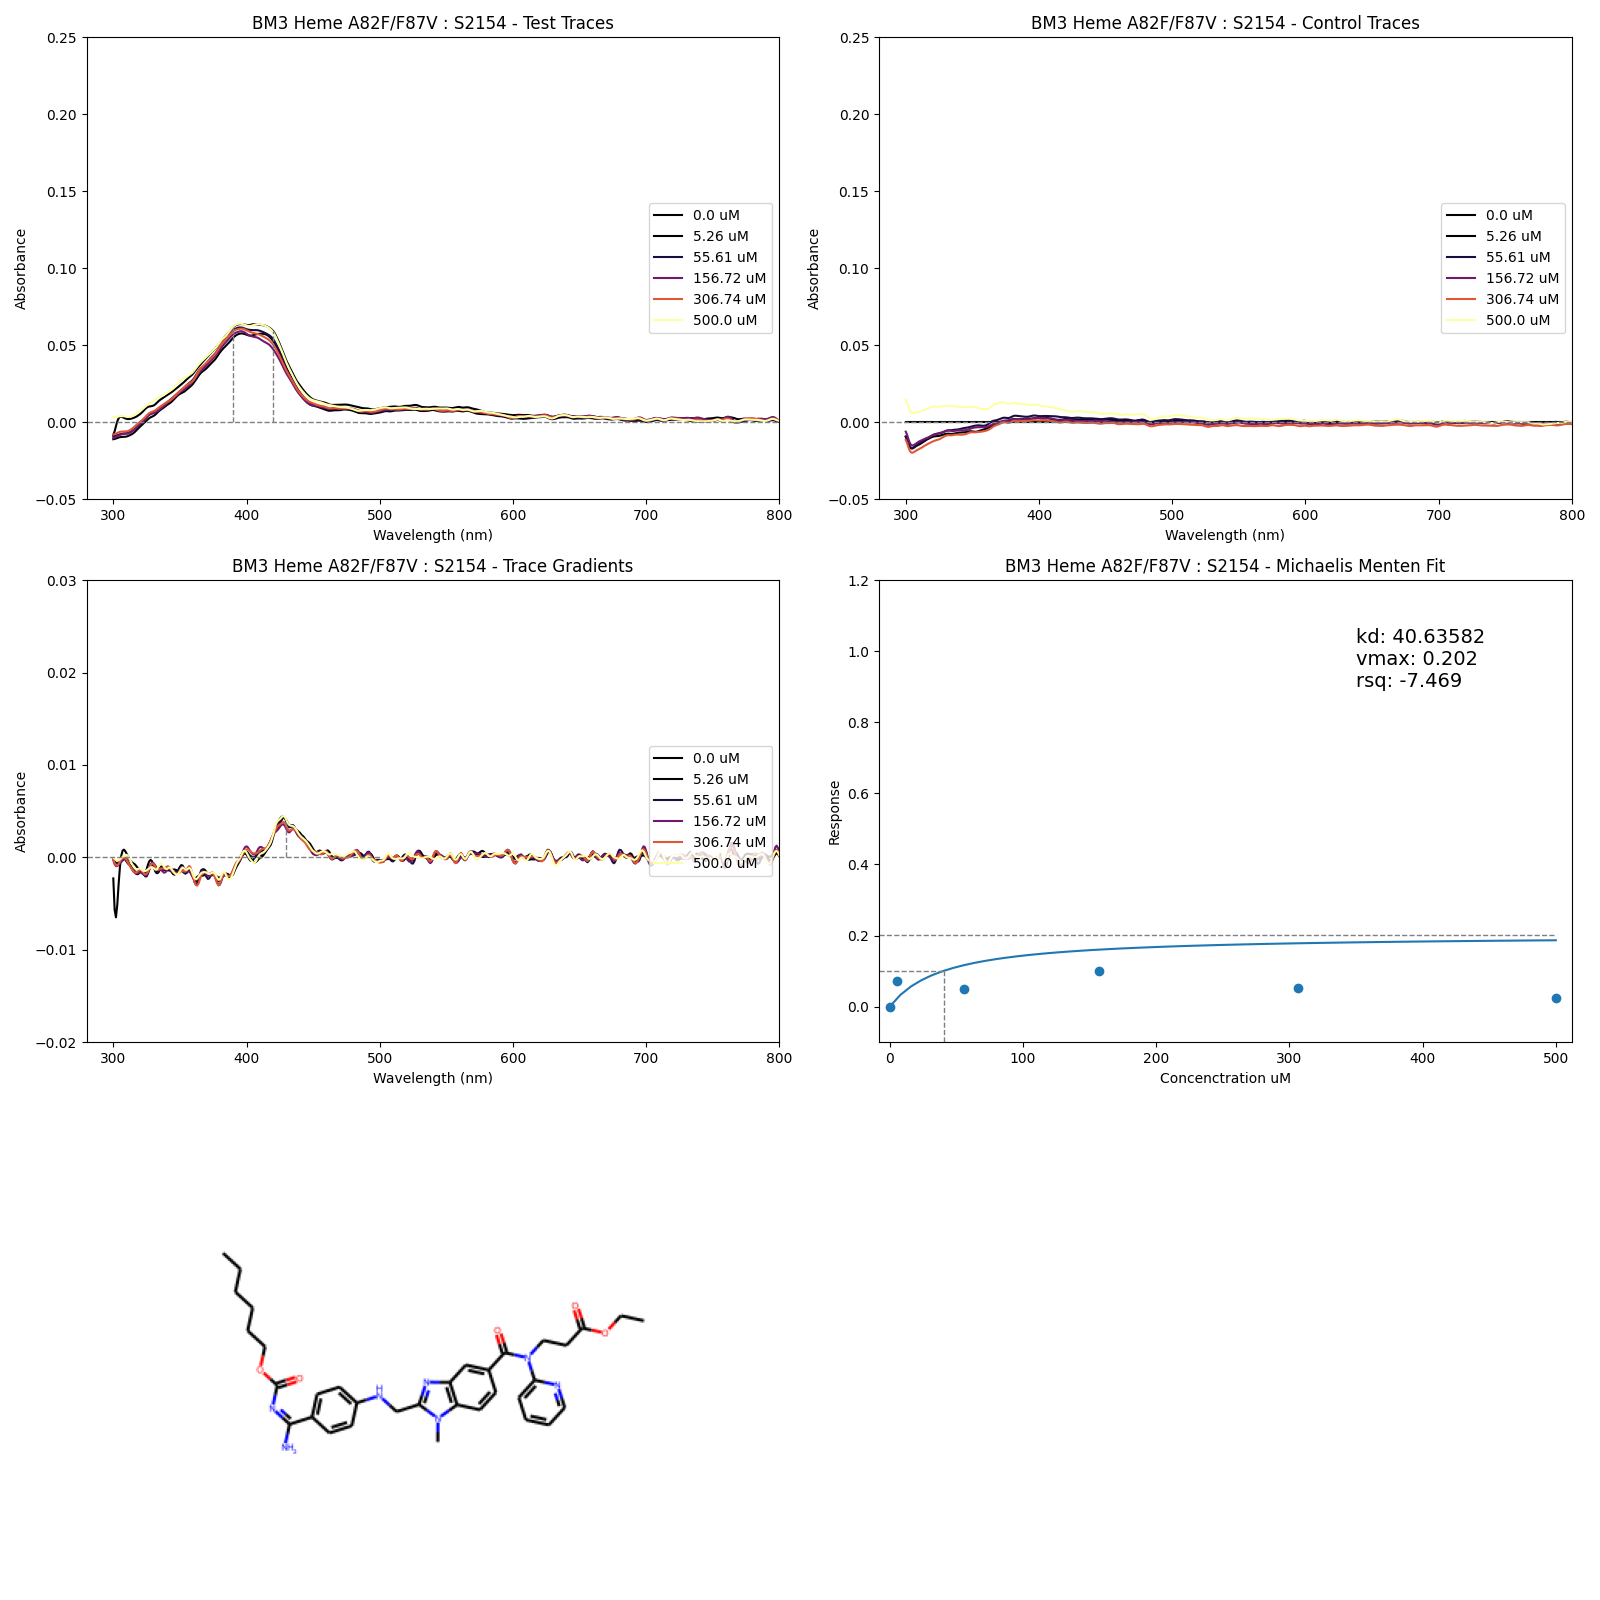 BM3 Heme A82F/F87V : S2154 - Test Traces
0.25
0.20
0.15
0.10
0.05
0.00
−0.05
Absorbance
300 400 500 600 700 800
Wavelength (nm)
0.0 uM
5.26 uM
55.61 uM
156.72 uM
306.74 uM
500.0 uM
BM3 Heme A82F/F87V : S2154 - Control Traces
0.25
0.20
0.15
0.10
0.05
0.00
−0.05
Absorbance
300 400 500 600 700 800
Wavelength (nm)
0.0 uM
5.26 uM
55.61 uM
156.72 uM
306.74 uM
500.0 uM
BM3 Heme A82F/F87V : S2154 - Trace Gradients
0.03
0.02
0.01
0.00
−0.01
−0.02
Absorbance
300 400 500 600 700 800
Wavelength (nm)
0.0 uM
5.26 uM
55.61 uM
156.72 uM
306.74 uM
500.0 uM
BM3 Heme A82F/F87V : S2154 - Michaelis Menten Fit
1.2
1.0
0.8
0.6
0.4
0.2
0.0
Response
0 100 200 300 400 500
Concenctration uM
kd: 40.63582
vmax: 0.202
rsq: -7.469
O
O
O
N
NH2
H
N
N
N
O
N
N
O
O